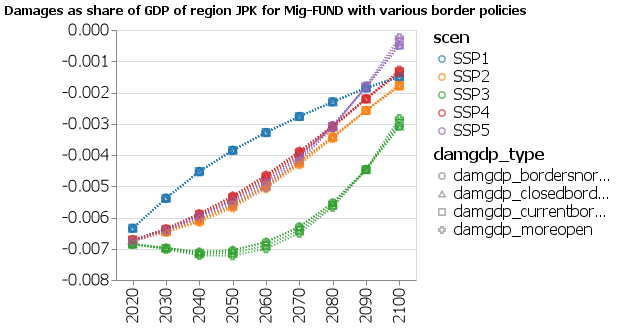 Damages as share of GDP of region JPK for Mig-FUND with various border policies
0.000
-0.001
-0.002
-0.003
-0.004
-0.005
-0.006
-0.007
-0.008
2020
2030
2040
2050
2060
2070
2080
2090
2100
scen
SSP1
SSP2
SSP3
SSP4
SSP5
damgdp_type
damgdp_bordersnor...
damgdp_closedbord...
damgdp_currentbor...
damgdp_moreopen